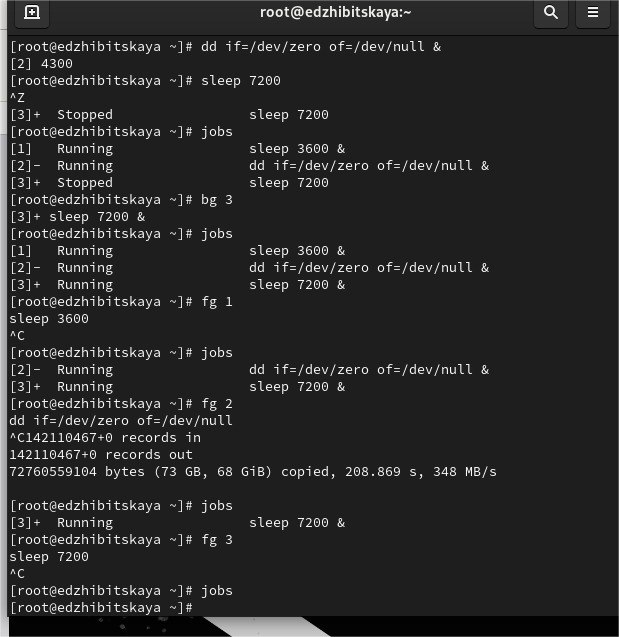 root@edzhibitskaya:~
[root@edzhibitskaya ~]# dd if=/dev/zero of=/dev/null &
[2] 4300
[root@edzhibitskaya ~]# sleep 7200
^Z
[3]+  Stopped                 sleep 7200
[root@edzhibitskaya ~]# jobs
[1]   Running                 sleep 3600 &
[2]-  Running                 dd if=/dev/zero of=/dev/null &
[3]+  Stopped                 sleep 7200
[root@edzhibitskaya ~]# bg 3
[3]+ sleep 7200 &
[root@edzhibitskaya ~]# jobs
[1]   Running                 sleep 3600 &
[2]-  Running                 dd if=/dev/zero of=/dev/null &
[3]+  Running                 sleep 7200 &
[root@edzhibitskaya ~]# fg 1
sleep 3600
^C
[root@edzhibitskaya ~]# jobs
[2]-  Running                 dd if=/dev/zero of=/dev/null &
[3]+  Running                 sleep 7200 &
[root@edzhibitskaya ~]# fg 2
dd if=/dev/zero of=/dev/null
^C142110467+0 records in
142110467+0 records out
72760559104 bytes (73 GB, 68 GiB) copied, 208.869 s, 348 MB/s

[root@edzhibitskaya ~]# jobs
[3]+  Running                 sleep 7200 &
[root@edzhibitskaya ~]# fg 3
sleep 7200
^C
[root@edzhibitskaya ~]# jobs
[root@edzhibitskaya ~]#